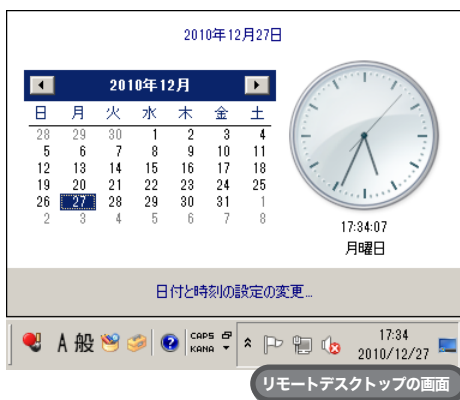 2010年12月27日
2010年12月
日 月 火 水 木 金 土
28 29 30 1 2 3 4
5 6 7 8 9 10 11
12 13 14 15 16 17 18
19 20 21 22 23 24 25
26 27 28 29 30 31 1
2 3 4 5 6 7 8
17:34:07
月曜日
日付と時刻の設定の変更...
A 般 CAPS KANA 17:34
2010/12/27
リモートデスクトップの画面